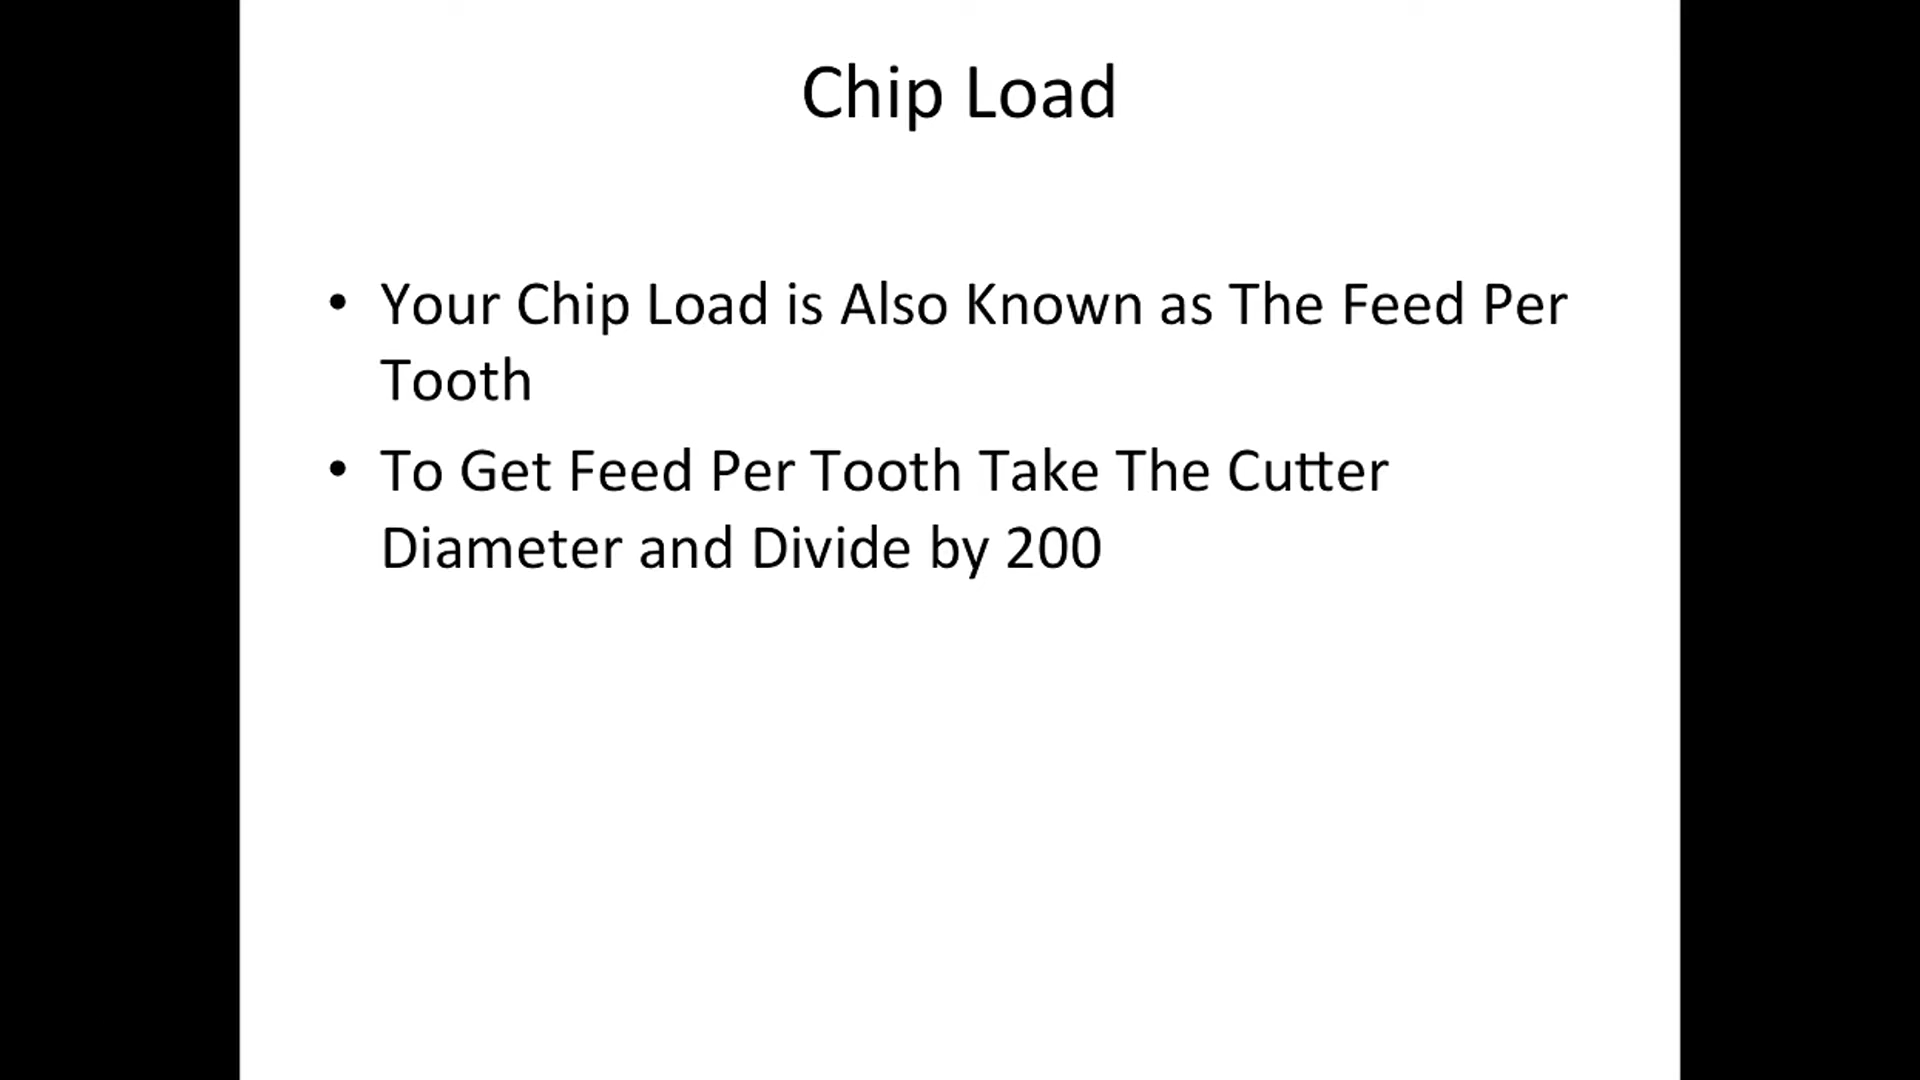 Chip Load
• Your Chip Load is Also Known as The Feed Per
Tooth
• To Get Feed Per Tooth Take The Cutter
Diameter and Divide by 200